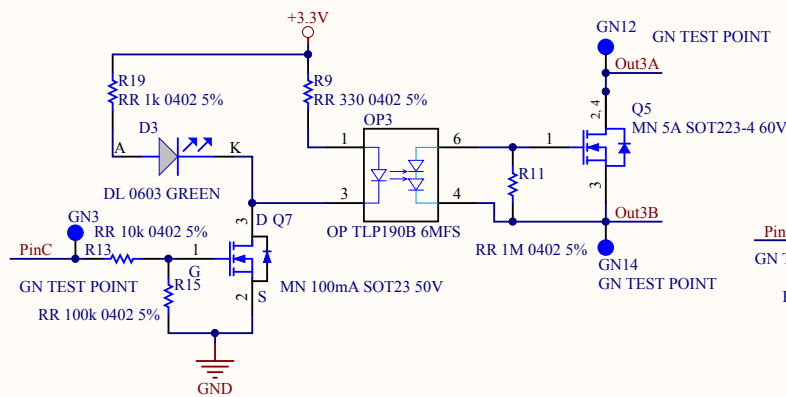 +3.3V
GN12
GN TEST POINT
Out3A
R19
RR 1k 0402 5%
R9
RR 330 0402 5%
OP3
2, 4
Q5
MN 5A SOT223-4 60V
D3
A
K
1
6
1
DL 0603 GREEN
R11
3
4
3
Out3B
OP TLP190B 6MFS
GN3
RR 10k 0402 5%
3
D
Q7
RR 1M 0402 5%
PinC
R13
1
G
GN14
GN TEST POINT
Pin
GN TEST POINT
R15
2
S
MN 100mA SOT23 50V
GN T
RR 100k 0402 5%
GND